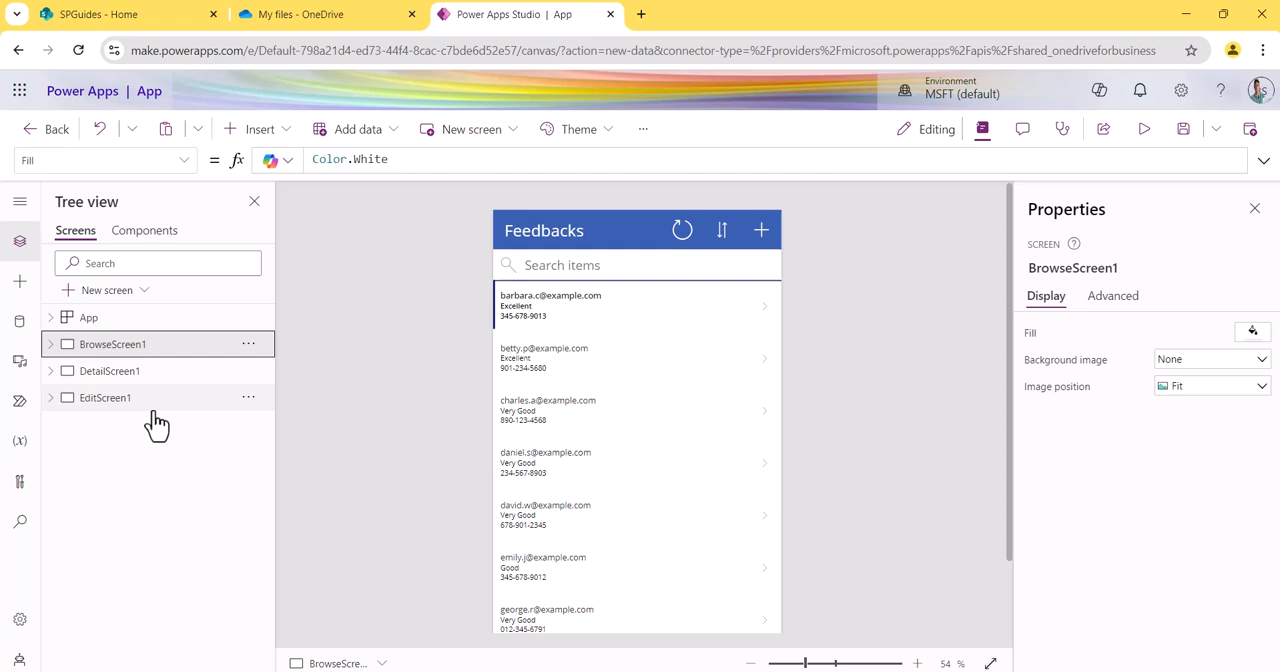 SPGuides - Home
My files - OneDrive
Power Apps Studio | App
make.powerapps.com/e/Default-798a21d4-ed73-44f4-8cac-c7bde6d52e57/canvas/?action=new-data&connector-type=%2Fproviders%2Fmicrosoft.powerapps%2Fapis%2Fshared_onedriveforbusiness
Power Apps | App
Environment
MSFT (default)
Back
Insert
Add data
New screen
Theme
Editing
Fill
= fx
Color.White
Tree view
Screens
Components
Search
New screen
App
BrowseScreen1
DetailScreen1
EditScreen1
Feedbacks
Search items
barbara.c@example.com
Excellent
345-678-9013
betty.p@example.com
Excellent
901-234-5680
charles.a@example.com
Very Good
890-123-4568
daniel.s@example.com
Very Good
234-567-8903
david.w@example.com
Very Good
678-901-2345
emily.j@example.com
Good
345-678-9012
george.r@example.com
Very Good
012-345-6791
BrowseScre...
54 %
Properties
SCREEN
BrowseScreen1
Display
Advanced
Fill
Background image
None
Image position
Fit